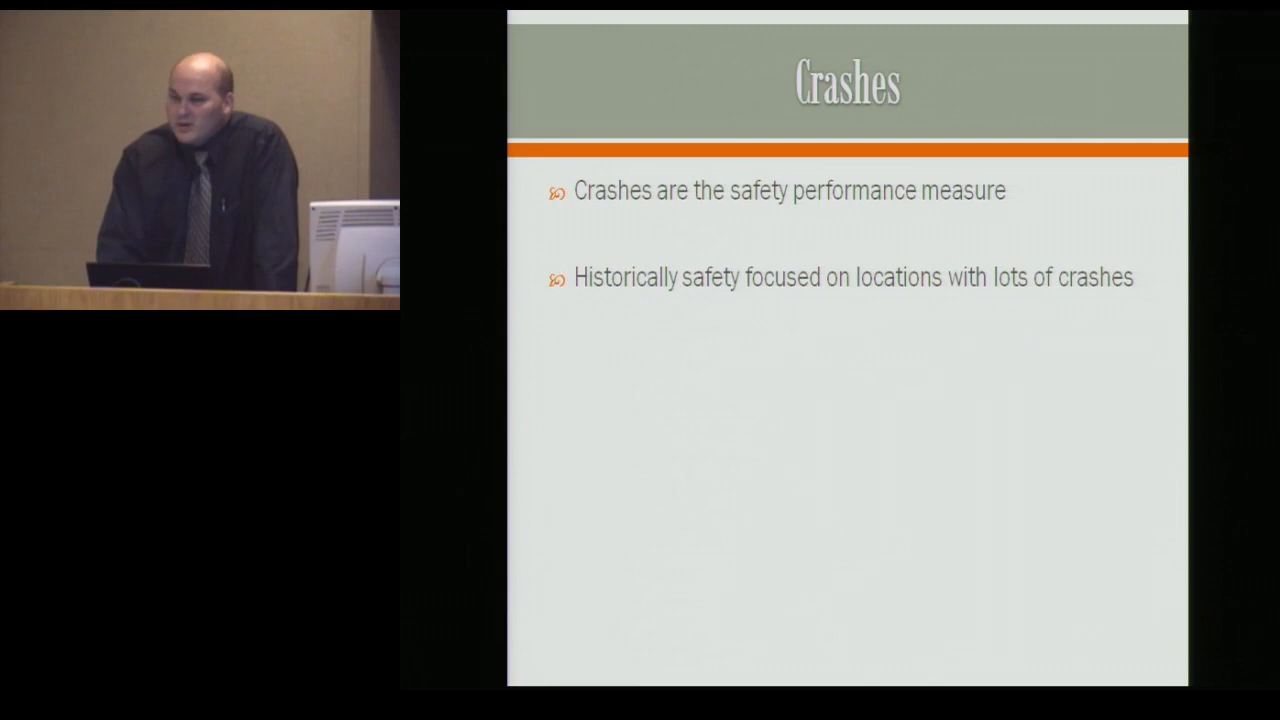 Crashes
Crashes are the safety performance measure
Historically safety focused on locations with lots of crashes